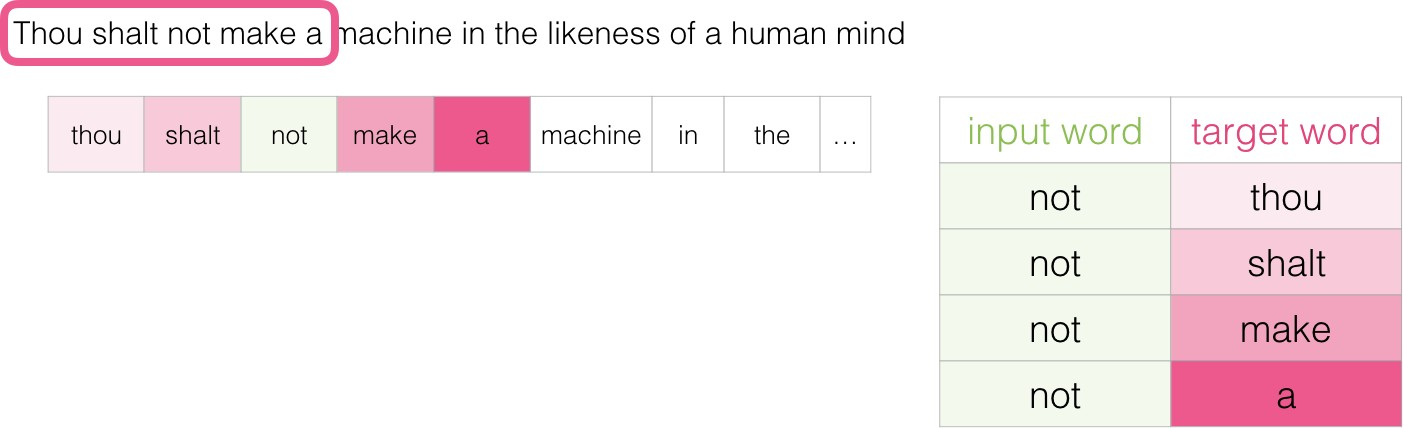 Thou shalt not make a machine in the likeness of a human mind
thou shalt not make a machine in the ...
input word target word
not thou
not shalt
not make
not a